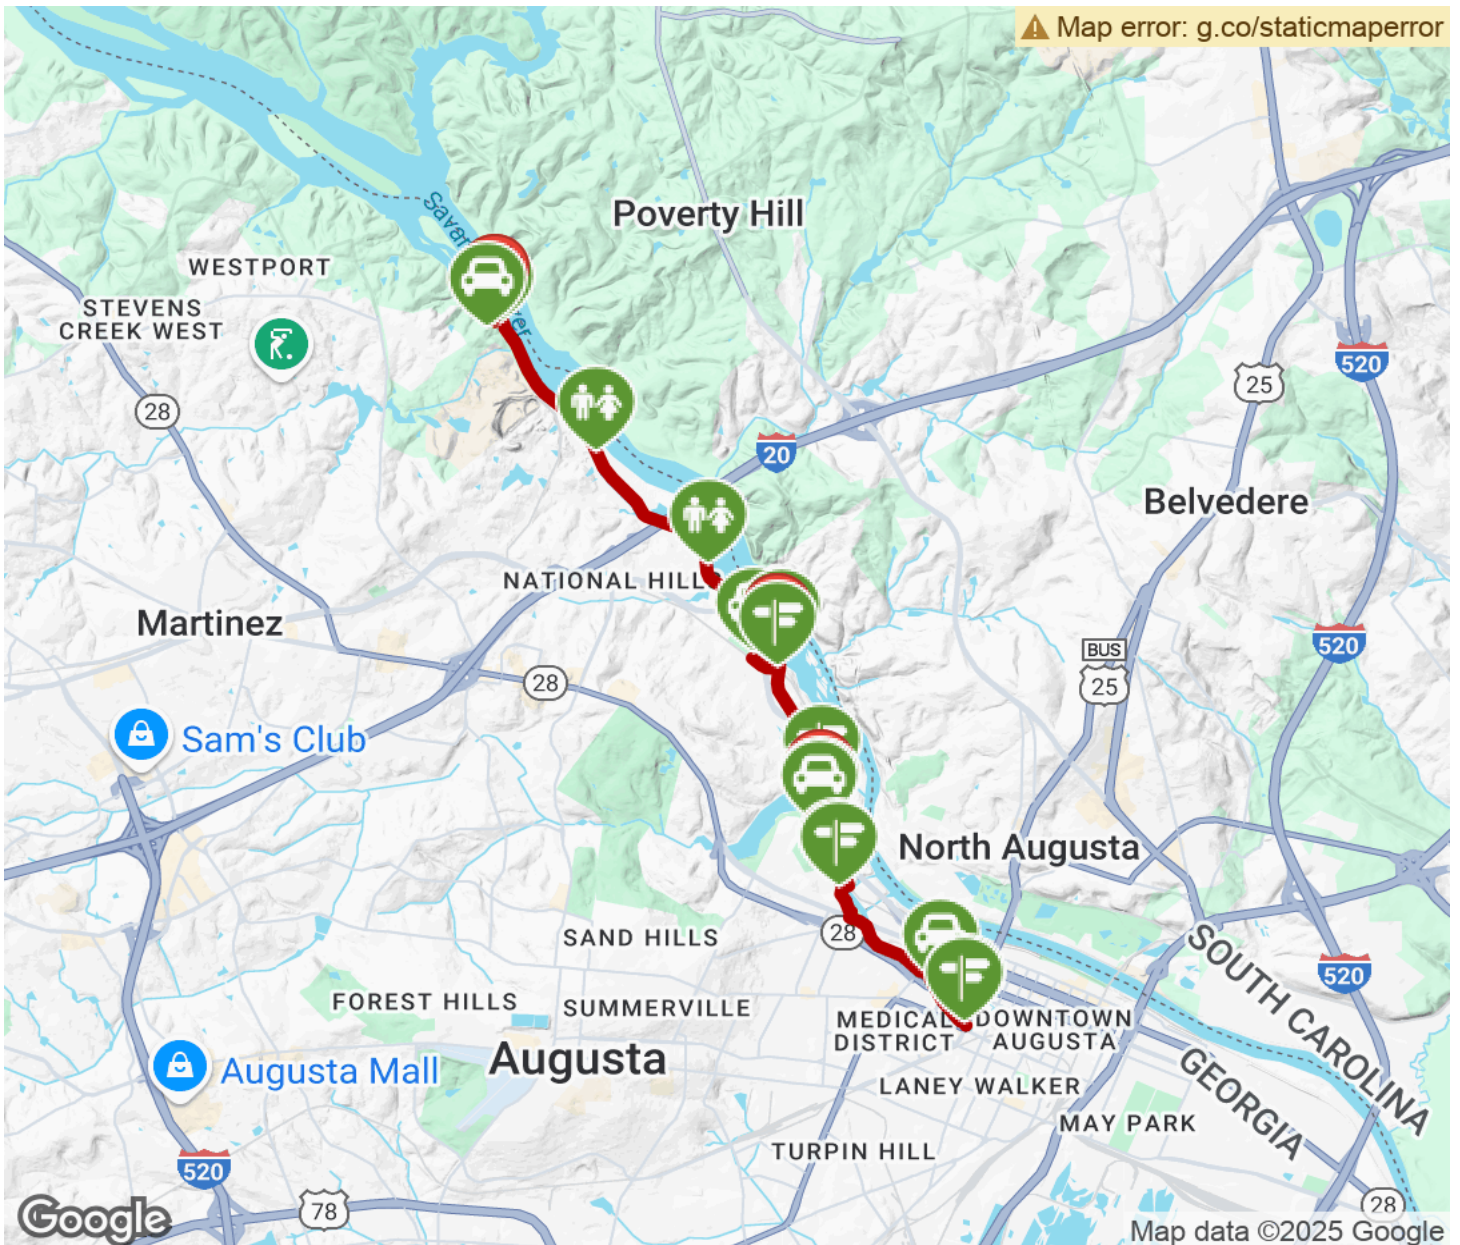 Map error: g.co/staticmaperror
Poverty Hill
WESTPORT
STEVENS
CREEK WEST
28
520
25
20
Belvedere
NATIONAL HILL
Martinez
520
BUS
25
28
Sam's Club
North Augusta
28
SAND HILLS
SOUTH CAROLINA
520
FOREST HILLS
SUMMERVILLE
MEDICAL
DISTRICT
DOWNTOWN
AUGUSTA
Augusta
Augusta Mall
LANEY WALKER
GEORGIA
MAY PARK
TURPIN HILL
520
78
28
Google
Map data ©2025 Google